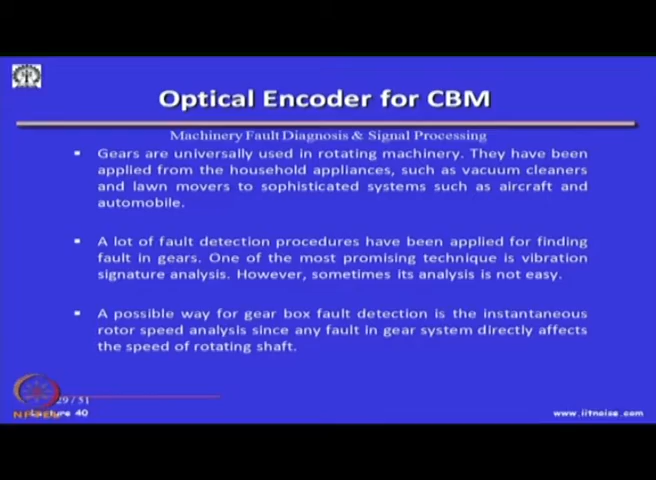 Optical Encoder for CBM
Machinery Fault Diagnosis & Signal Processing
▪ Gears are universally used in rotating machinery. They have been
applied from the household appliances, such as vacuum cleaners
and lawn movers to sophisticated systems such as aircraft and
automobile.
▪ A lot of fault detection procedures have been applied for finding
fault in gears. One of the most promising technique is vibration
signature analysis. However, sometimes its analysis is not easy.
▪ A possible way for gear box fault detection is the instantaneous
rotor speed analysis since any fault in gear system directly affects
the speed of rotating shaft.
29 / 51
Lecture 40
NPTEL
www.iitnoise.com